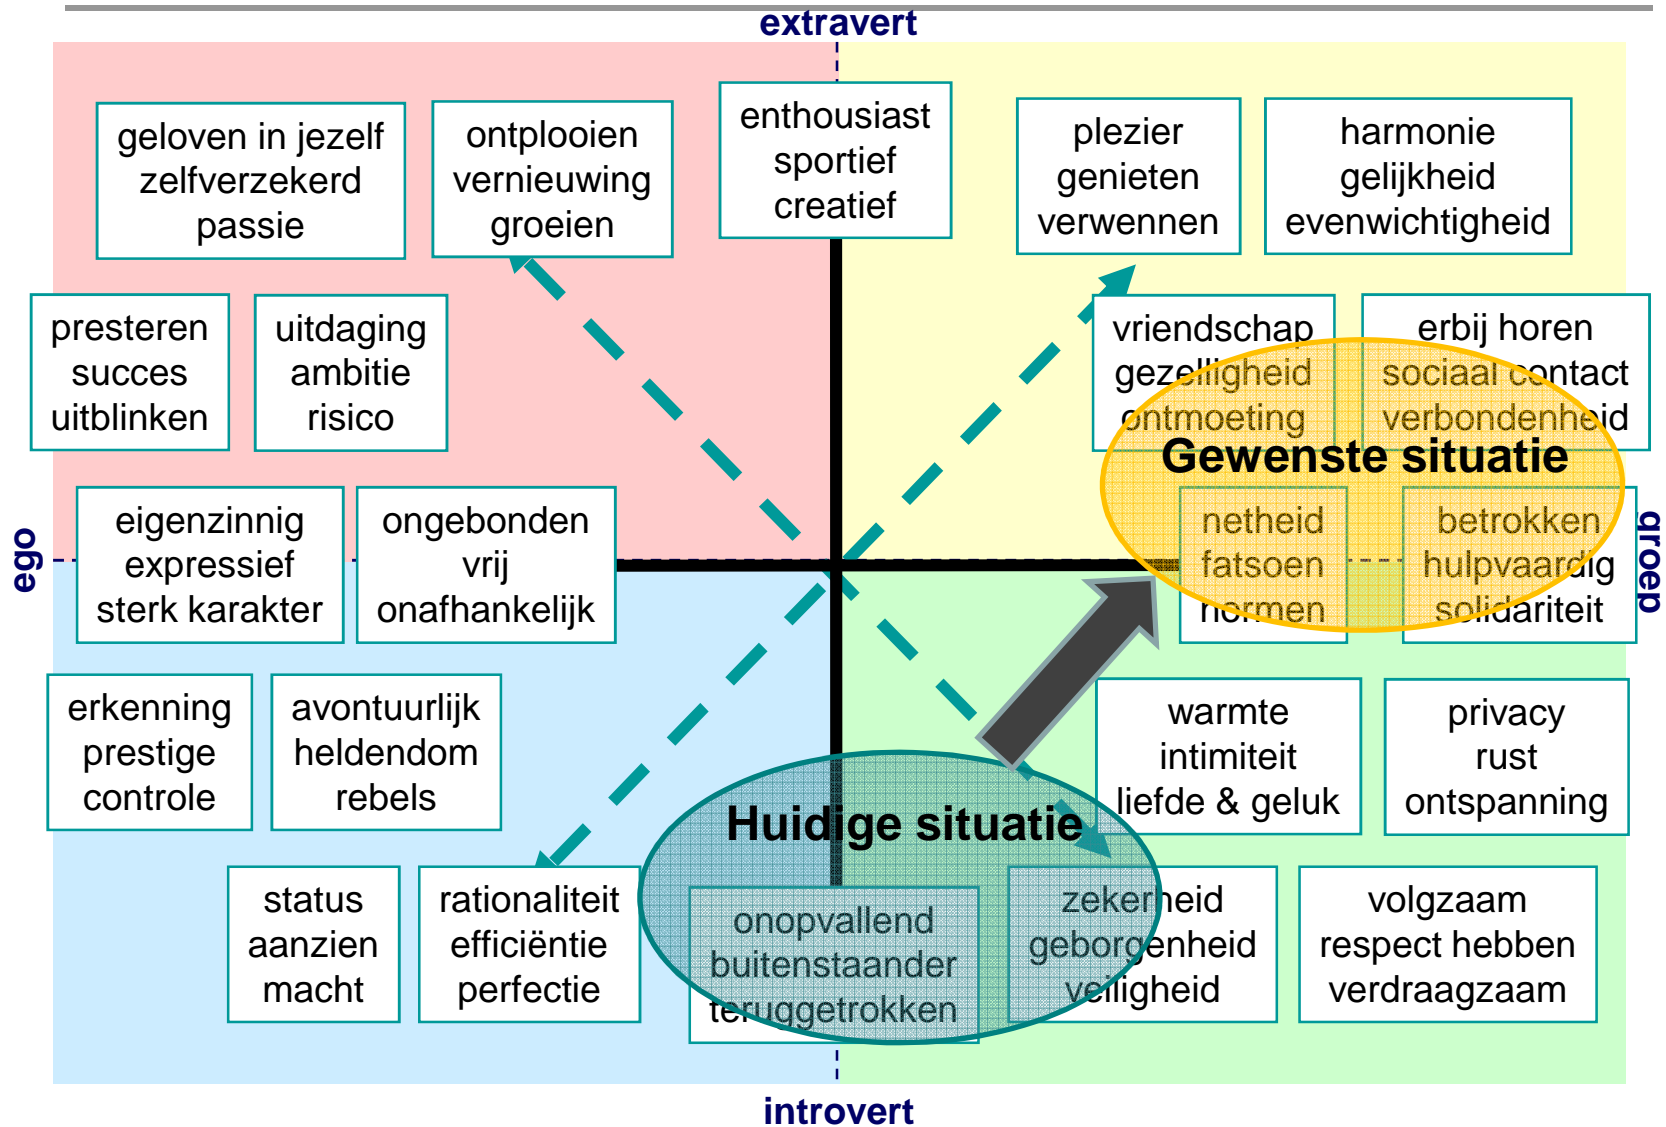 extravert
geloven in jezelf
zelfverzekerd
passie
ontplooien
vernieuwing
groeien
enthousiast
sportief
creatief
plezier
genieten
verwennen
harmonie
gelijkheid
evenwichtigheid
presteren
succes
uitblinken
uitdaging
ambitie
risico
vriendschap
gezelligheid
ontmoeting
erbij horen
sociaal contact
verbondenheid
Gewenste situatie
ego
eigenzinnig
expressief
sterk karakter
ongebonden
vrij
onafhankelijk
netheid
fatsoen
normen
betrokken
hulpvaardig
solidariteit
groep
erkenning
prestige
controle
avontuurlijk
heldendom
rebels
warmte
intimiteit
liefde & geluk
privacy
rust
ontspanning
Huidige situatie
status
aanzien
macht
rationaliteit
efficiëntie
perfectie
onopvallend
buitenstaander
teruggetrokken
zekerheid
geborgenheid
veiligheid
volgzaam
respect hebben
verdraagzaam
introvert